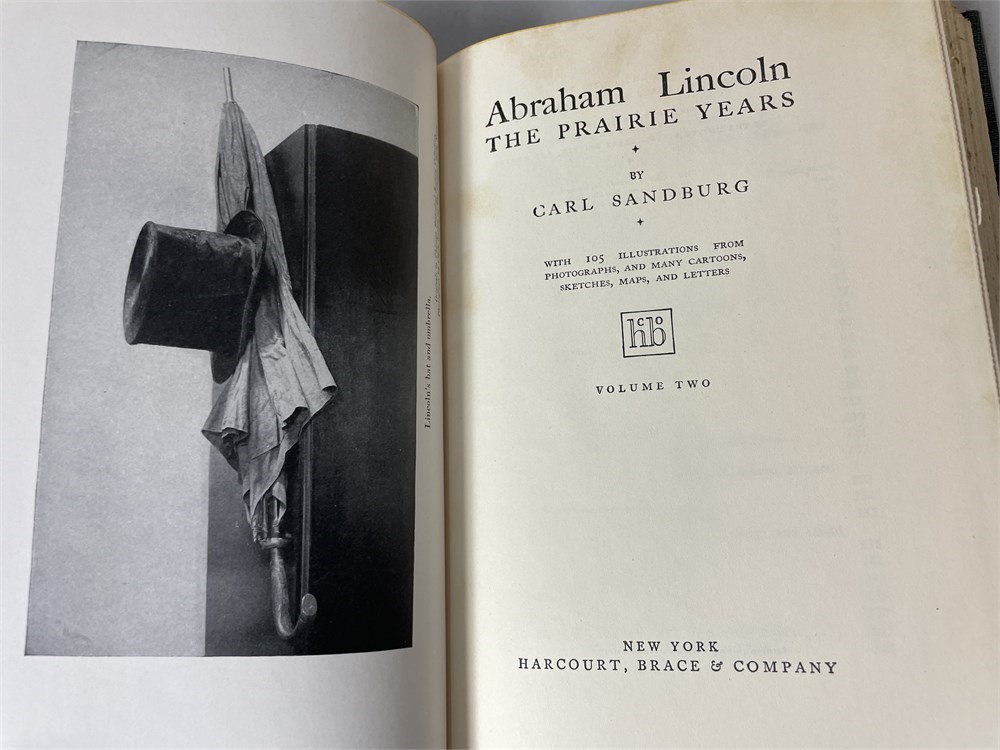 Lincoln's hat and umbrella.
Abraham Lincoln
THE PRAIRIE YEARS
BY
CARL SANDBURG
WITH 105 ILLUSTRATIONS FROM
PHOTOGRAPHS, AND MANY CARTOONS,
SKETCHES, MAPS, AND LETTERS
hcbo
VOLUME TWO
NEW YORK
HARCOURT, BRACE & COMPANY